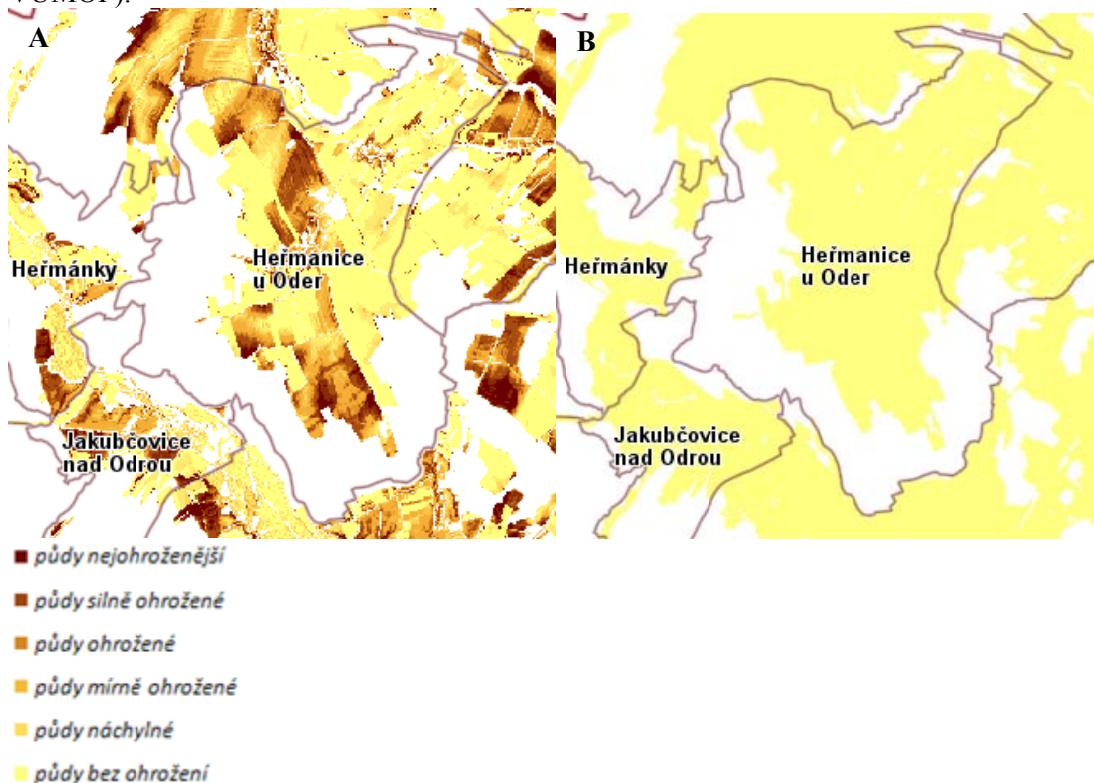 VÚMOP).
A
B
Heřmánky
Heřmanice
u Oder
Jakubčovice
nad Odrou
Heřmánky
Heřmanice
u Oder
Jakubčovice
nad Odrou
půdy nejohroženější
půdy silně ohrožené
půdy ohrožené
půdy mírně ohrožené
půdy náchylné
půdy bez ohrožení